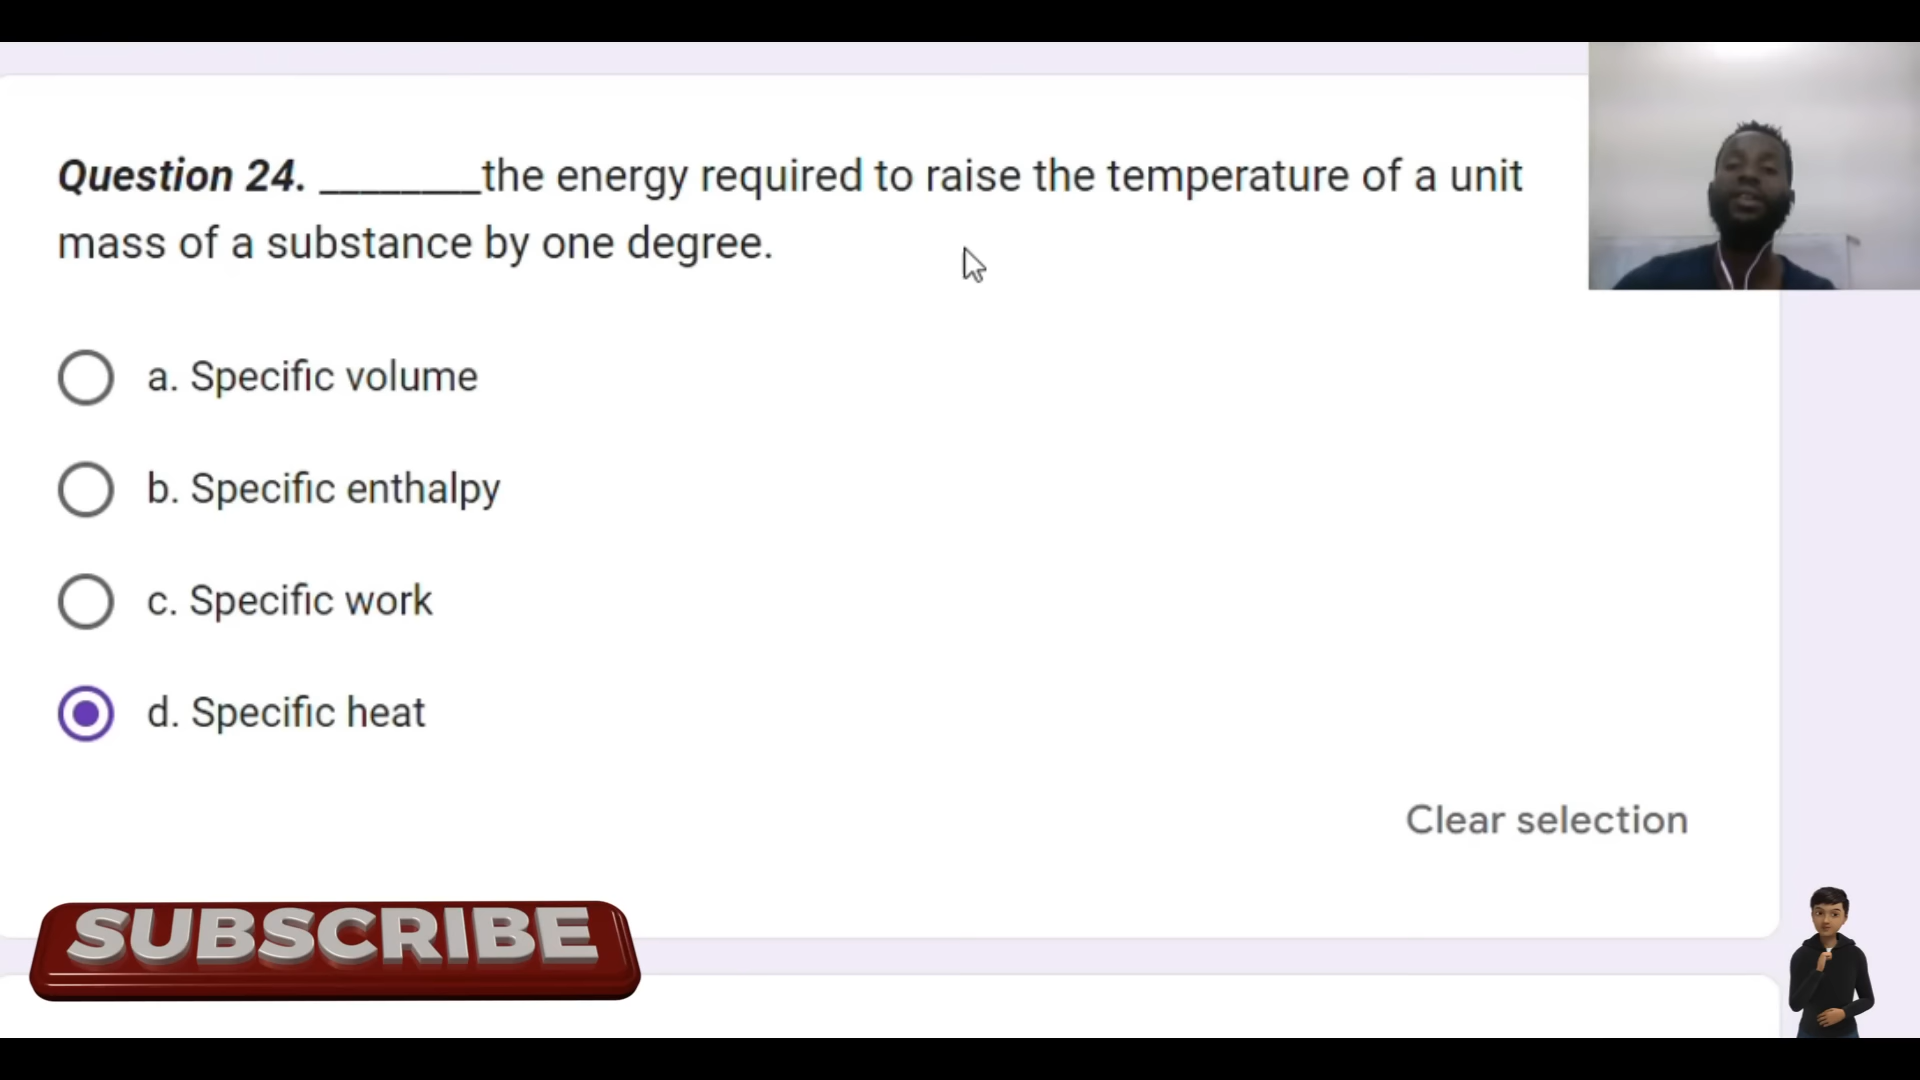 Question 24. ________the energy required to raise the temperature of a unit
mass of a substance by one degree.
a. Specific volume
b. Specific enthalpy
c. Specific work
d. Specific heat
Clear selection
SUBSCRIBE